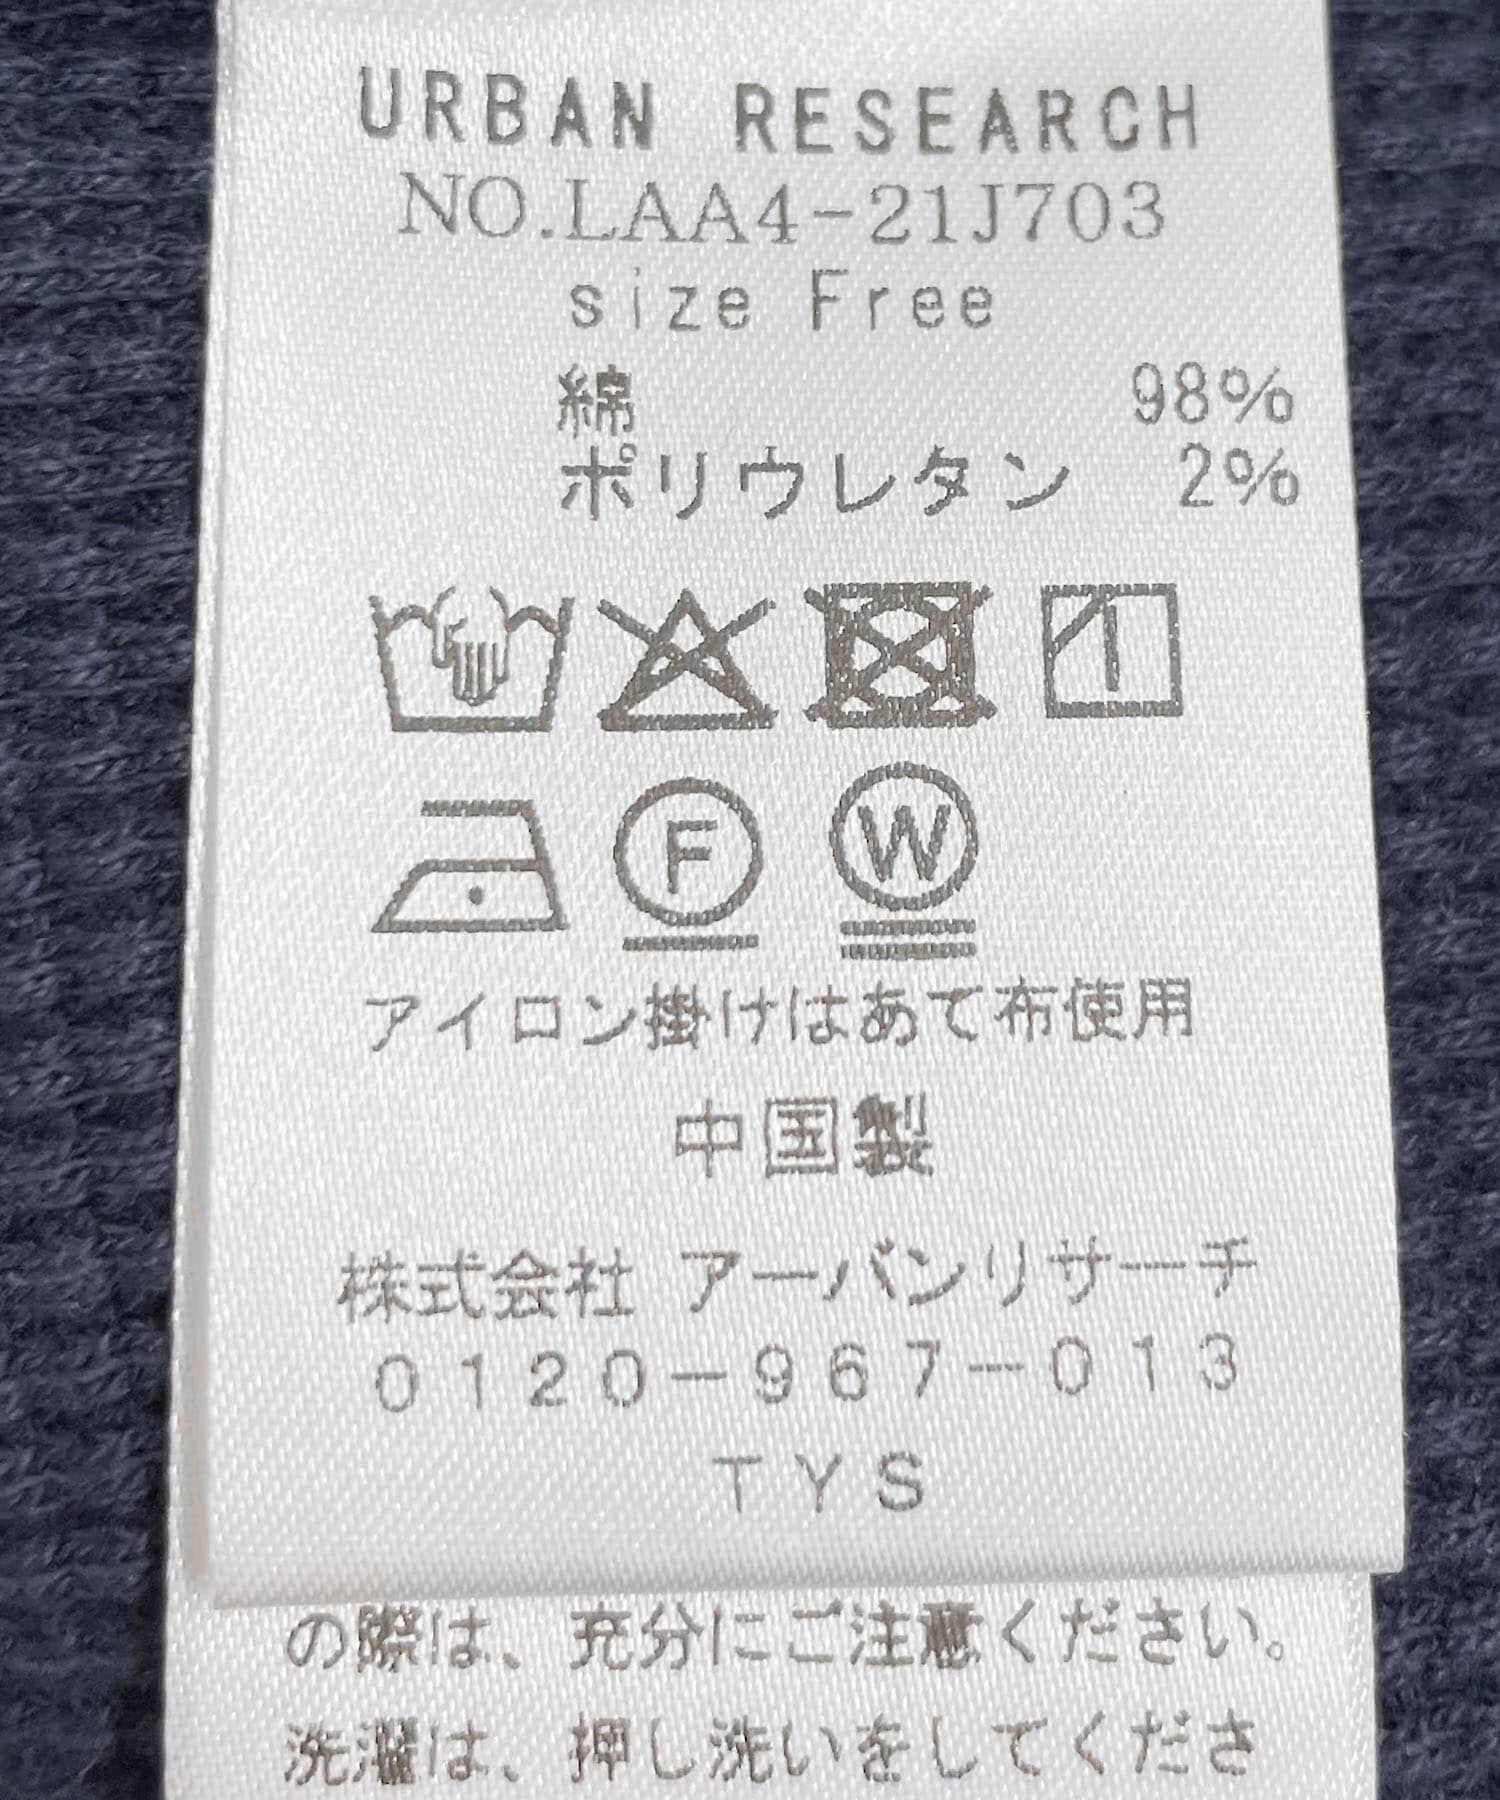 URBAN RESEARCH
NO.LAA4-21J703
size Free
綿 98%
ポリウレタン 2%
F W
アイロン掛けはあて布使用
中国製
株式会社 アーバンリサーチ
0120-967-013
TYS
の際は、充分にご注意ください。
洗濯は、押し洗いをしてくださ